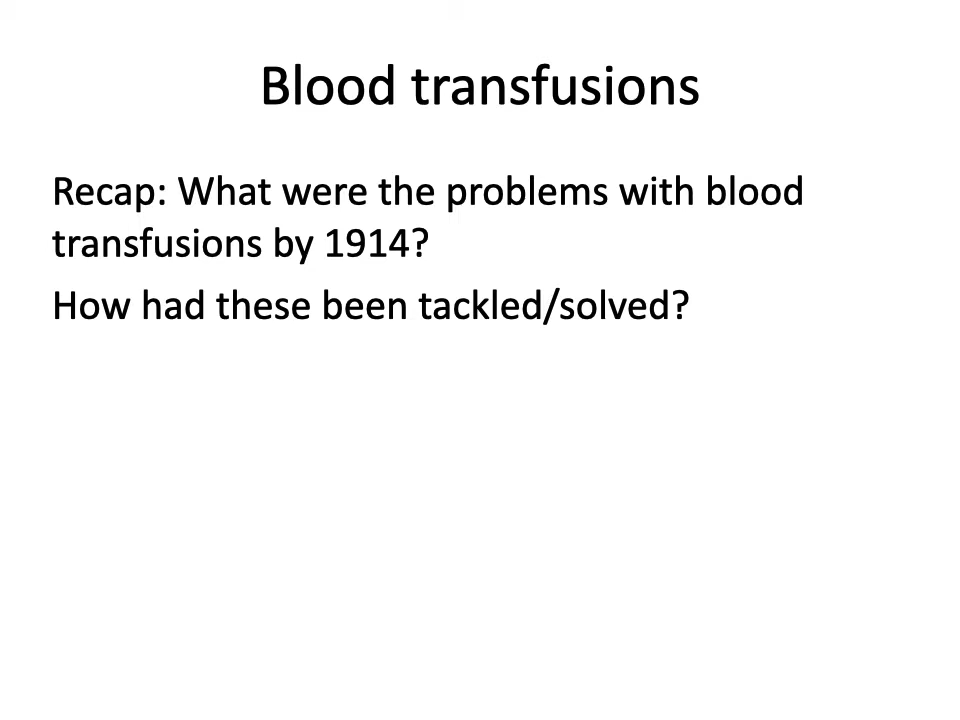 Blood transfusions
Recap: What were the problems with blood
transfusions by 1914?
How had these been tackled/solved?